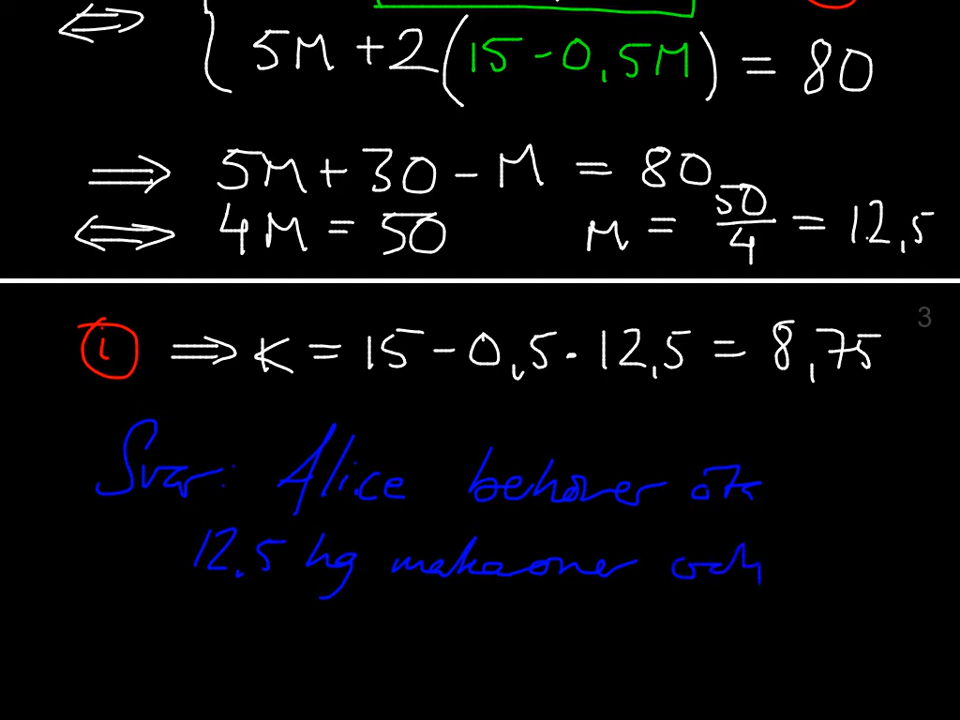 ⇔ { 5M + 2(15 - 0,5M) = 80
⇒ 5M + 30 - M = 80
⇔ 4M = 50 M = 50/4 = 12,5
3
i ⇒ K = 15 - 0,5 · 12,5 = 8,75
Svar: Alice behöver äta
12,5 hg makaroner och